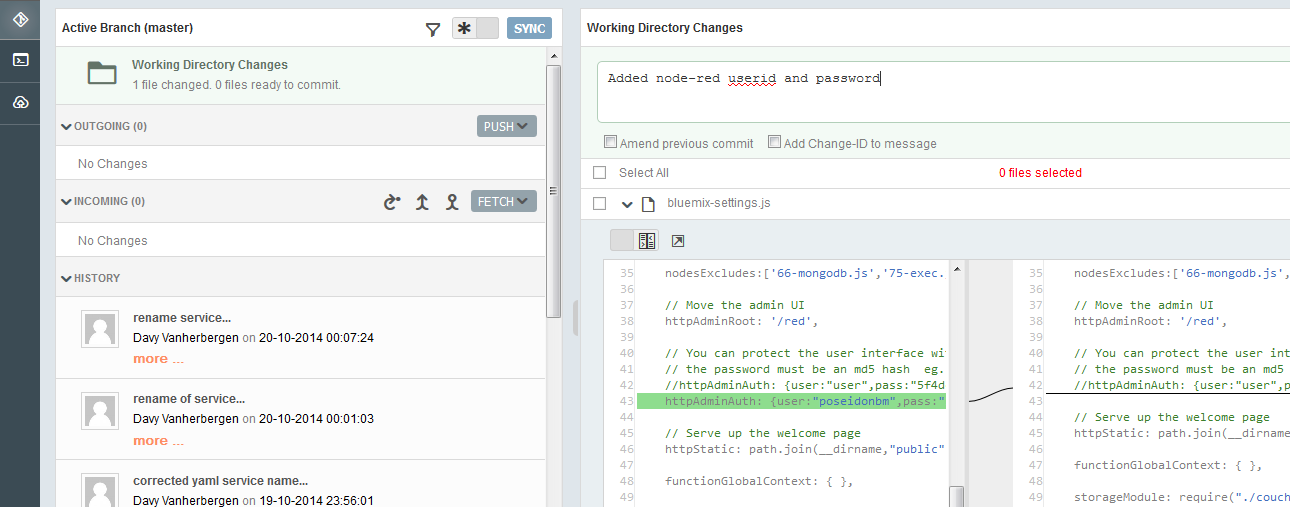 Active Branch (master)
SYNC
Working Directory Changes
1 file changed. 0 files ready to commit.
OUTGOING (0)
PUSH
No Changes
INCOMING (0)
FETCH
No Changes
HISTORY
rename service...
Davy Vanherbergen on 20-10-2014 00:07:24
more ...
rename of service...
Davy Vanherbergen on 20-10-2014 00:01:03
more ...
corrected yaml service name...
Davy Vanherbergen on 19-10-2014 23:56:01
Working Directory Changes
Added node-red userid and password
Amend previous commit
Add Change-ID to message
Select All
0 files selected
bluemix-settings.js
35 nodesExcludes:['66-mongodb.js','75-exec.
36
37 // Move the admin UI
38 httpAdminRoot: '/red',
39
40 // You can protect the user interface wi
41 // the password must be an md5 hash eg.
42 //httpAdminAuth: {user:"user",pass:"5f4d
43 httpAdminAuth: {user:"poseidonbm",pass:"
44
45 // Serve up the welcome page
46 httpStatic: path.join(__dirname,"public"
47
48 functionGlobalContext: { },
49
35 nodesExcludes:['66-mongodb.js',
36
37 // Move the admin UI
38 httpAdminRoot: '/red',
39
40 // You can protect the user int
41 // the password must be an md5
42 //httpAdminAuth: {user:"user",p
43
44 // Serve up the welcome page
45 httpStatic: path.join(__dirname
46
47 functionGlobalContext: { },
48
49 storageModule: require("./couch